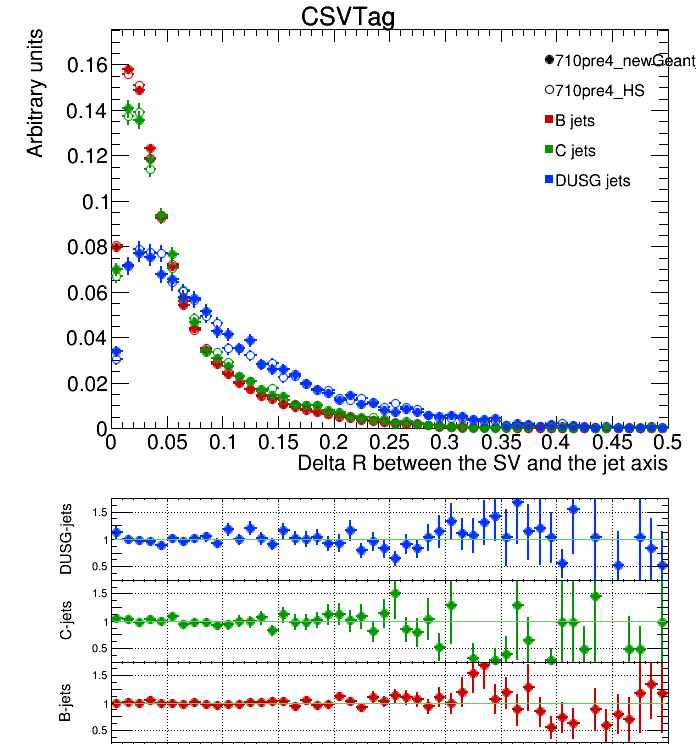 CSVTag
Arbitrary units
0.16
0.14
0.12
0.1
0.08
0.06
0.04
0.02
0
710pre4_newGeant_
710pre4_HS
B jets
C jets
DUSG jets
0 0.05 0.1 0.15 0.2 0.25 0.3 0.35 0.4 0.45 0.5
Delta R between the SV and the jet axis
DUSG-jets
1.5
1
0.5
C-jets
1.5
1
0.5
B-jets
1.5
1
0.5